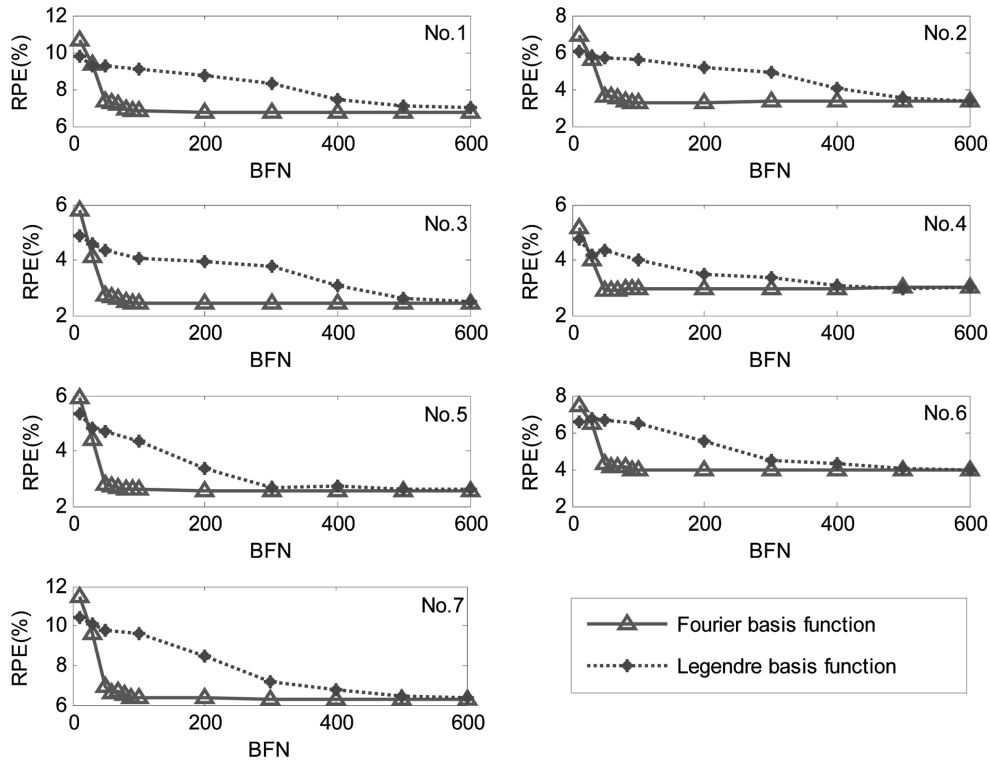 12
10
8
6
RPE(%)
No.1
0
200
400
600
BFN
8
6
4
2
RPE(%)
No.2
0
200
400
600
BFN
6
4
2
RPE(%)
No.3
0
200
400
600
BFN
6
4
2
RPE(%)
No.4
0
200
400
600
BFN
6
4
2
RPE(%)
No.5
0
200
400
600
BFN
8
6
4
2
RPE(%)
No.6
0
200
400
600
BFN
12
10
8
6
RPE(%)
No.7
0
200
400
600
BFN
Fourier basis function
Legendre basis function